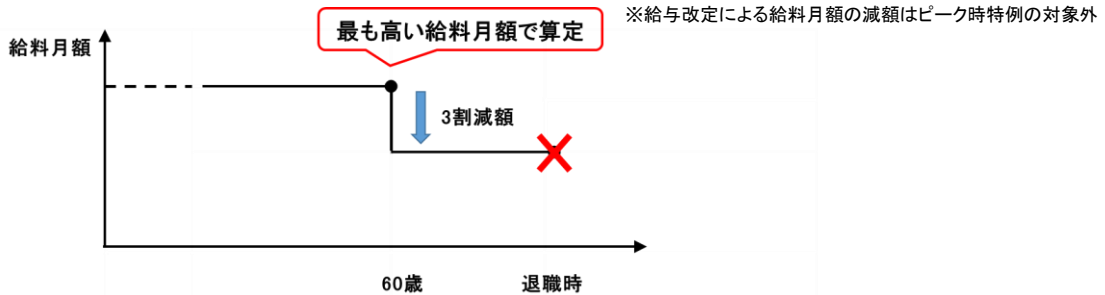 ※給与改定による給料月額の減額はピーク時特例の対象外
最も高い給料月額で算定
給料月額
3割減額
60歳
退職時